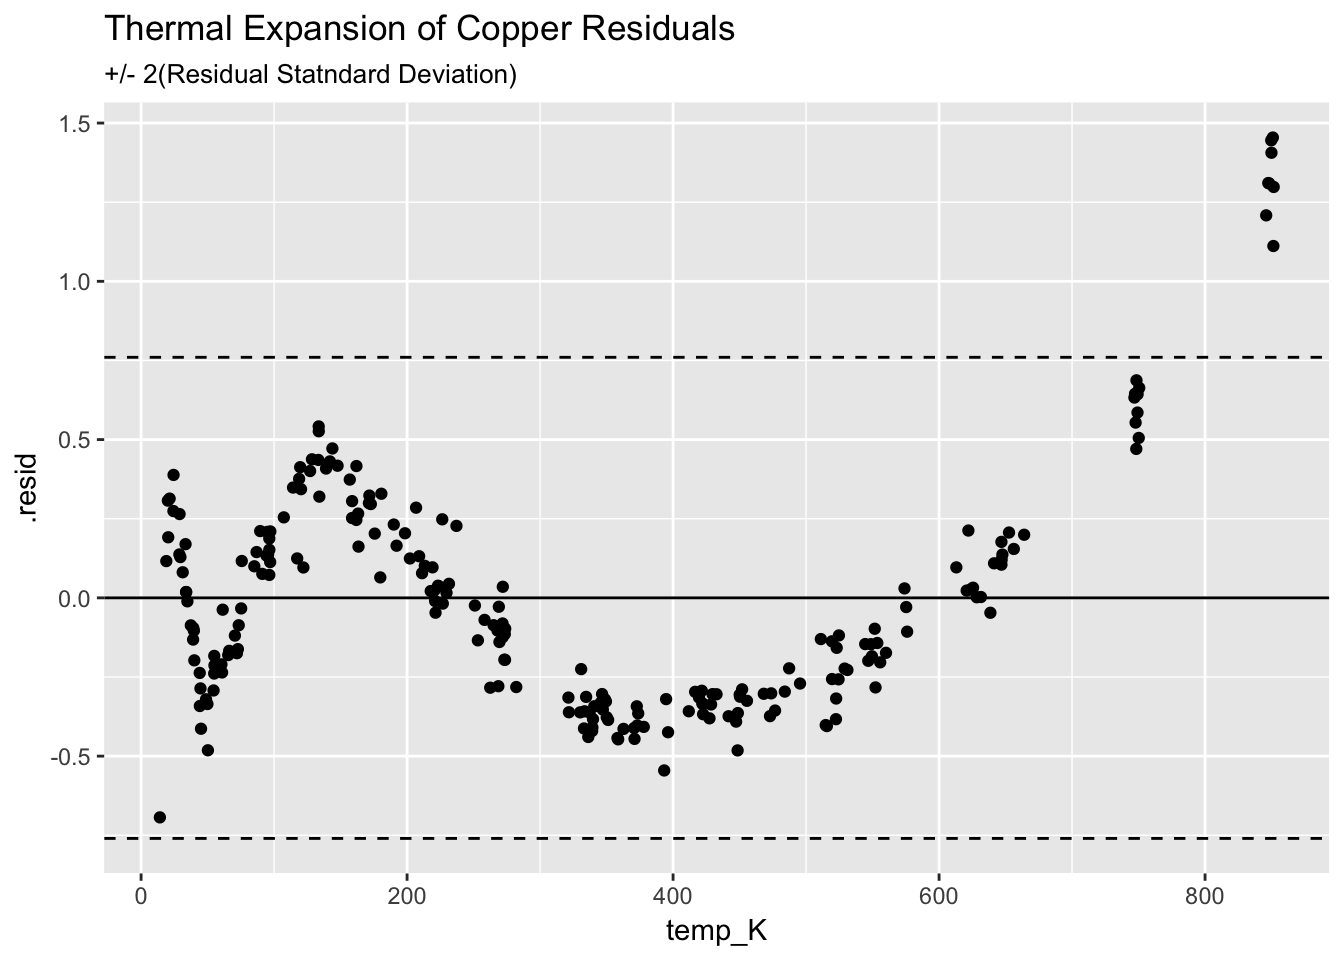 Thermal Expansion of Copper Residuals
+/- 2(Residual Statndard Deviation)
1.5
1.0
0.5
0.0
-0.5
.resid
0 200 400 600 800
temp_K